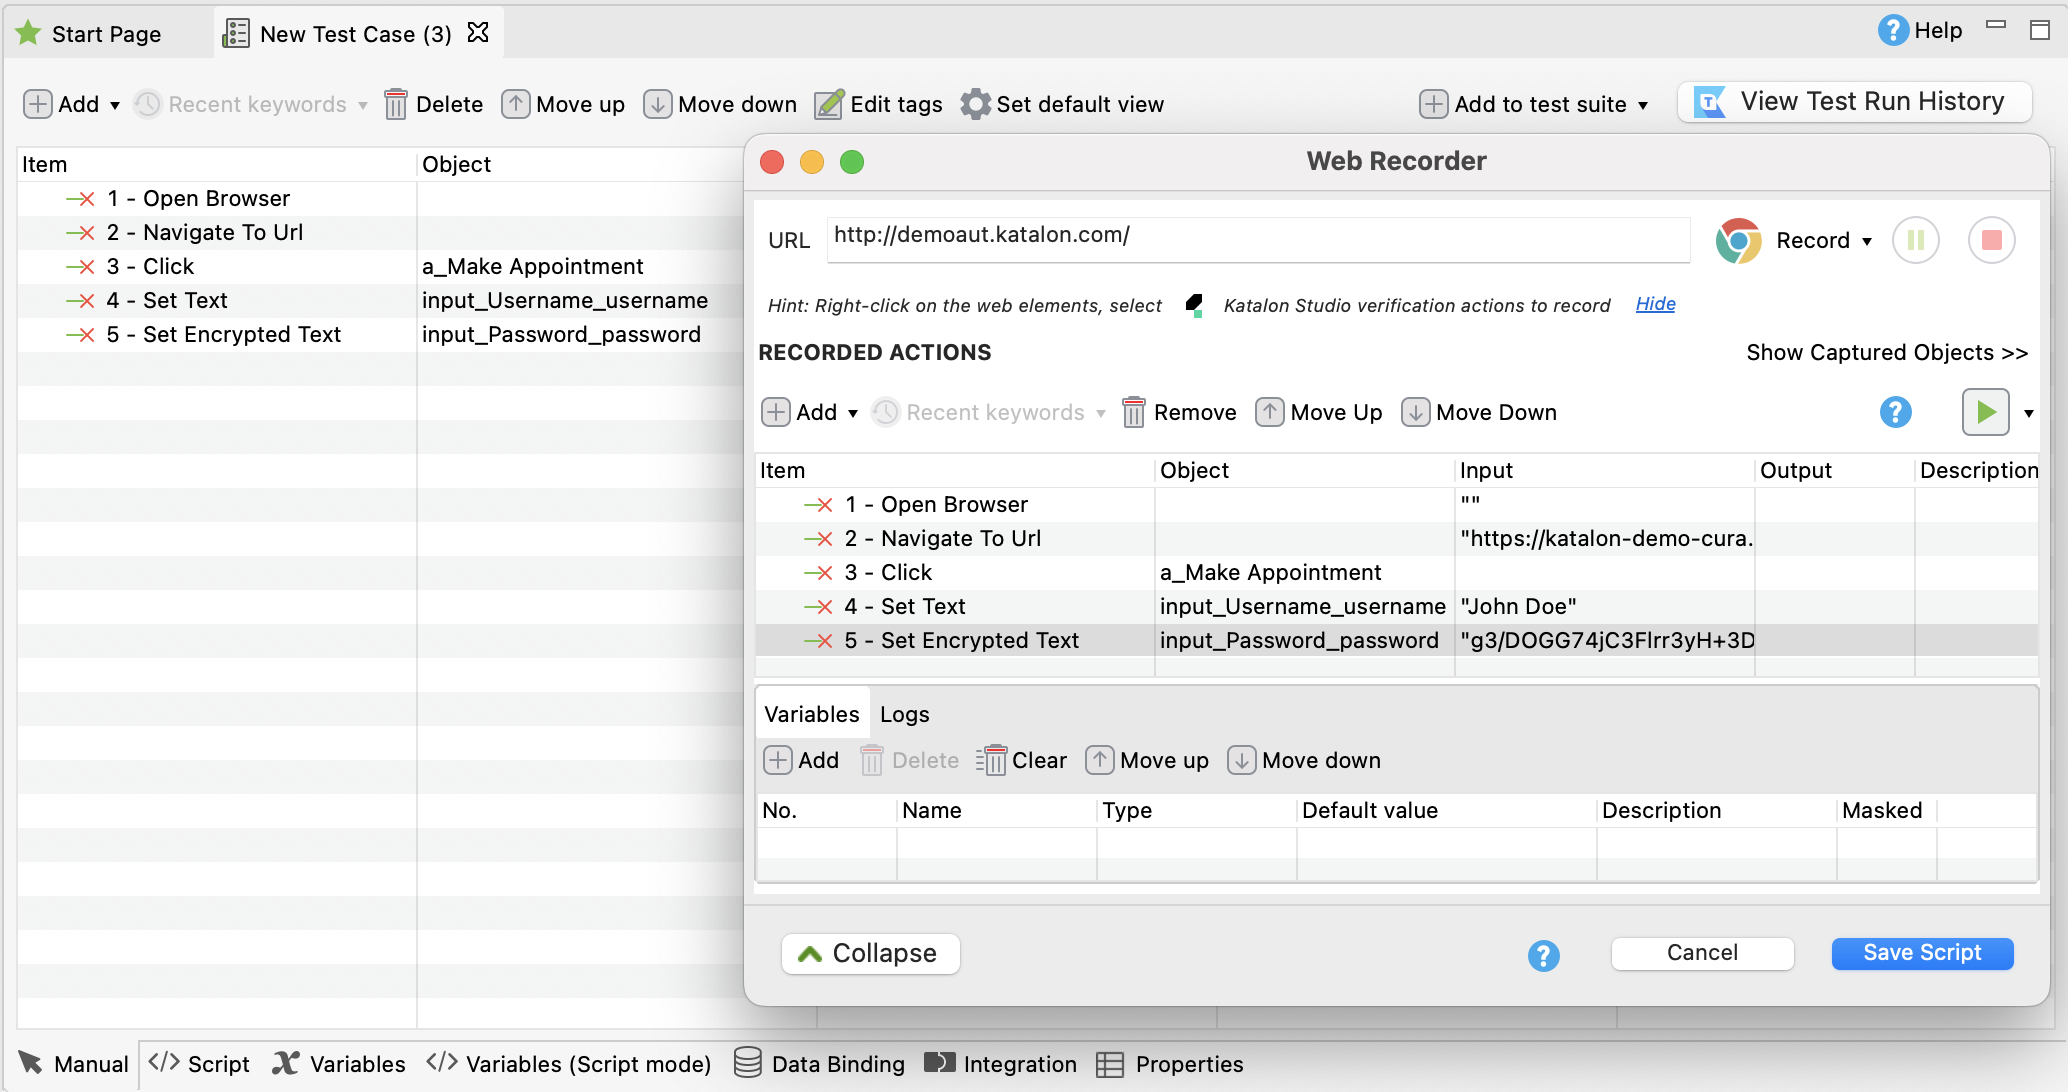 Start Page
New Test Case (3)
Help
Add
Recent keywords
Delete
Move up
Move down
Edit tags
Set default view
Add to test suite
View Test Run History
Item Object
1 - Open Browser
2 - Navigate To Url
3 - Click a_Make Appointment
4 - Set Text input_Username_username
5 - Set Encrypted Text input_Password_password
Web Recorder
URL http://demoaut.katalon.com/ Record
Hint: Right-click on the web elements, select Katalon Studio verification actions to record Hide
RECORDED ACTIONS Show Captured Objects >>
Add Recent keywords Remove Move Up Move Down
Item Object Input Output Description
1 - Open Browser ""
2 - Navigate To Url "https://katalon-demo-cura.
3 - Click a_Make Appointment
4 - Set Text input_Username_username "John Doe"
5 - Set Encrypted Text input_Password_password "g3/DOGG74jC3Flrr3yH+3D
Variables Logs
Add Delete Clear Move up Move down
No. Name Type Default value Description Masked
Collapse Cancel Save Script
Manual Script Variables Variables (Script mode) Data Binding Integration Properties